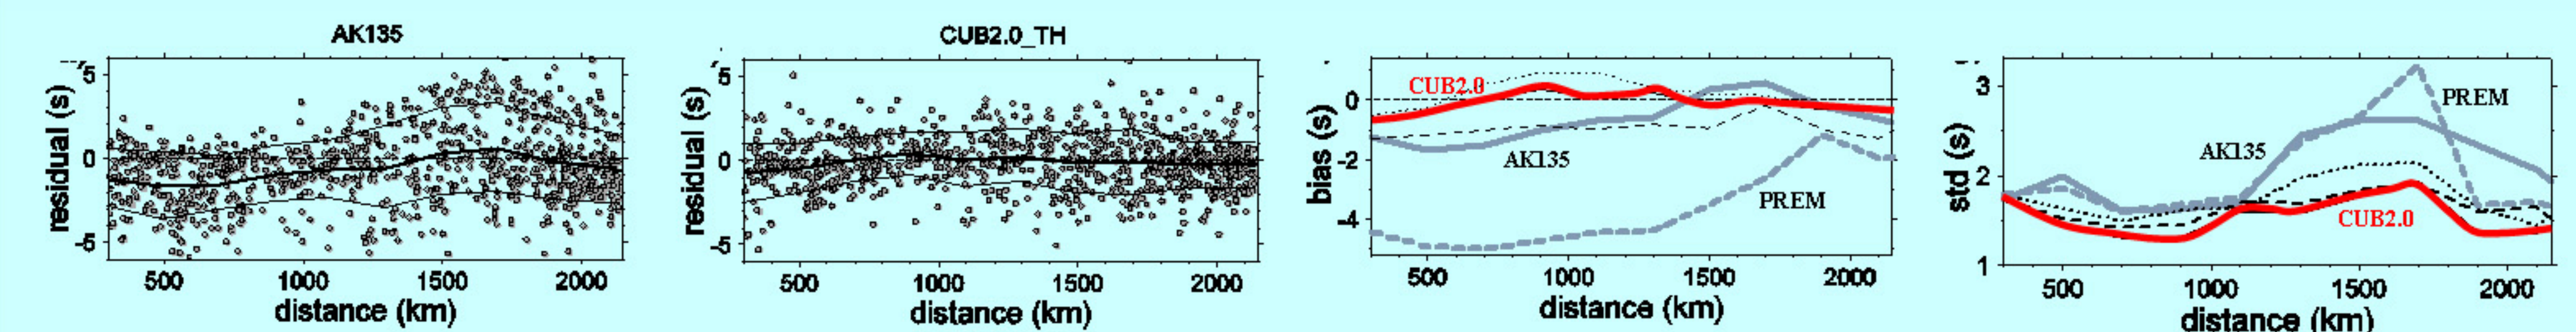 AK135
residual (s)
5
0
-5
500 1000 1500 2000
distance (km)
CUB2.0_TH
residual (s)
5
0
-5
500 1000 1500 2000
distance (km)
bias (s)
0
-2
-4
CUB2.0
AK135
PREM
500 1000 1500 2000
distance (km)
std (s)
3
2
1
PREM
AK135
CUB2.0
500 1000 1500 2000
distance (km)